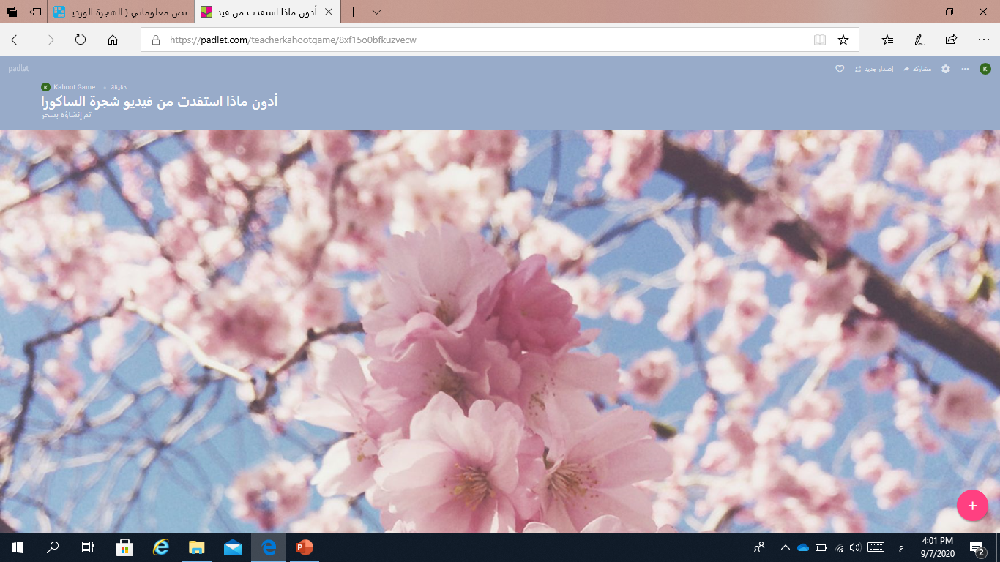 نص معلوماتي ( الشجرة الوردي
أدون ماذا استفدت من فيد
https://padlet.com/teacherkahootgame/8xf15o0bfkuzvecw
padlet
إصدار جديد
مشاركة
K
K Kahoot Game • دقيقة
أدون ماذا استفدت من فيديو شجرة الساكورا
تم إنشاؤه بسحر
ع
4:01 PM
9/7/2020
2